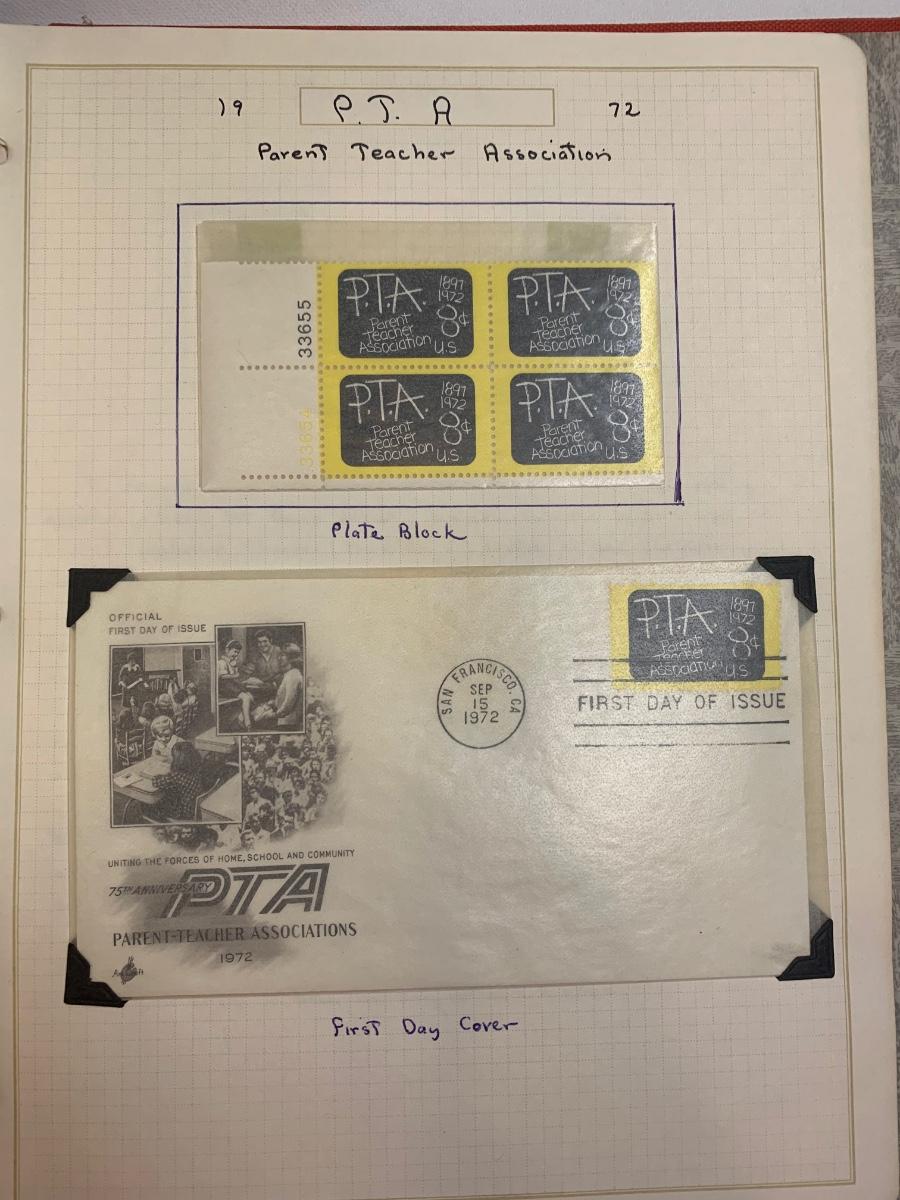 19 P. T. A 72
Parent Teacher Association
33655
33654
P.T.A. 1897
1972
8¢
Parent
Teacher
Association U.S
P.T.A. 1897
1972
8¢
Parent
Teacher
Association U.S
P.T.A. 1897
1972
8¢
Parent
Teacher
Association U.S
P.T.A. 1897
1972
8¢
Parent
Teacher
Association U.S
Plate Block
OFFICIAL
FIRST DAY OF ISSUE
SAN FRANCISCO, CA
SEP
15
1972
P.T.A. 1897
1972
8¢
Parent
Teacher
Association U.S
FIRST DAY OF ISSUE
UNITING THE FORCES OF HOME, SCHOOL AND COMMUNITY
75TH ANNIVERSARY PTA
PARENT-TEACHER ASSOCIATIONS
1972
ArtCraft
First Day Cover